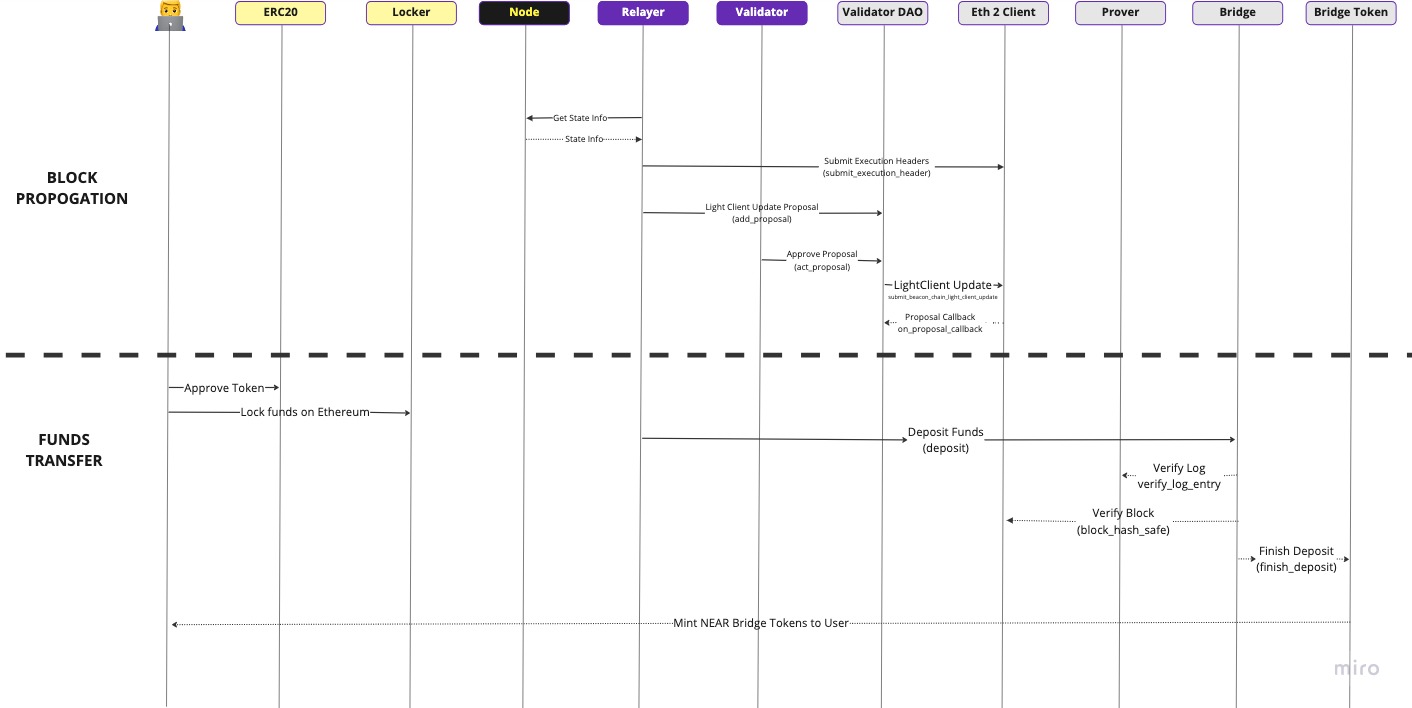 ERC20
Locker
Node
Relayer
Validator
Validator DAO
Eth 2 Client
Prover
Bridge
Bridge Token
BLOCK
PROPOGATION
Get State Info
State Info
Submit Execution Headers
(submit_execution_header)
Light Client Update Proposal
(add_proposal)
Approve Proposal
(act_proposal)
LightClient Update
submit_beacon_chain_light_client_update
Proposal Callback
on_proposal_callback
FUNDS
TRANSFER
Approve Token
Lock funds on Ethereum
Deposit Funds
(deposit)
Verify Log
verify_log_entry
Verify Block
(block_hash_safe)
Finish Deposit
(finish_deposit)
Mint NEAR Bridge Tokens to User
miro